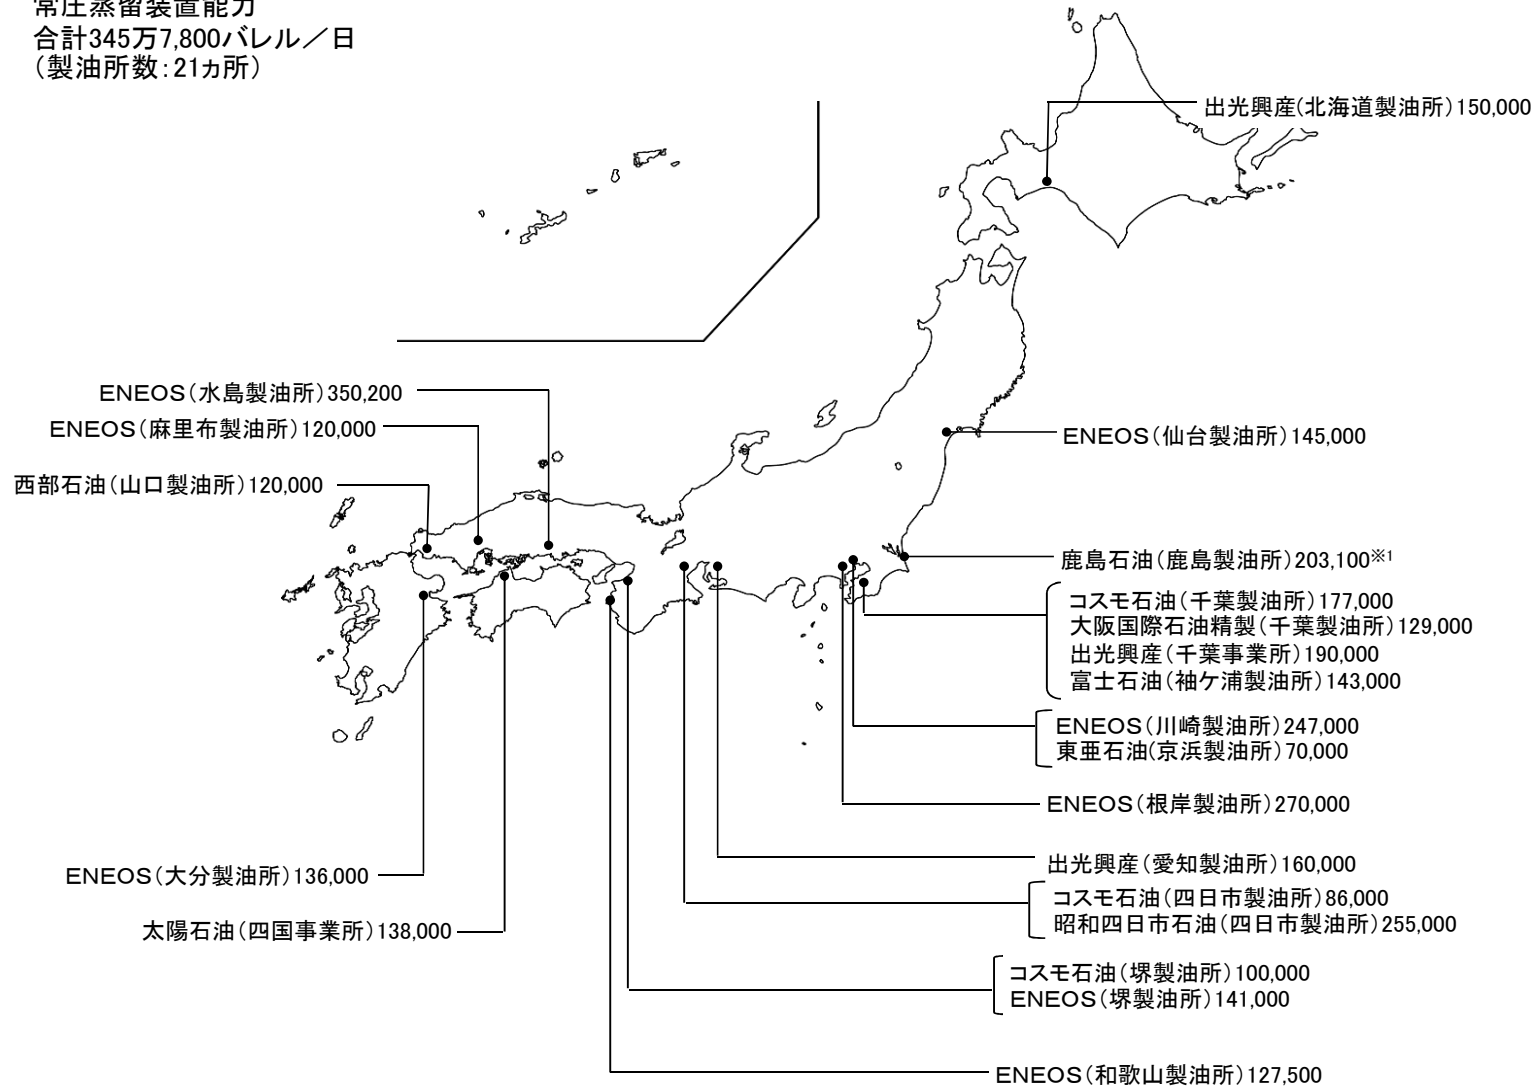 常圧蒸留装置能力
合計345万7,800バレル／日
（製油所数：21ヵ所）
出光興産（北海道製油所）150,000
ENEOS（水島製油所）350,200
ENEOS（麻里布製油所）120,000
西部石油（山口製油所）120,000
ENEOS（仙台製油所）145,000
鹿島石油（鹿島製油所）203,100※1
コスモ石油（千葉製油所）177,000
大阪国際石油精製（千葉製油所）129,000
出光興産（千葉事業所）190,000
富士石油（袖ケ浦製油所）143,000
ENEOS（川崎製油所）247,000
東亜石油（京浜製油所）70,000
ENEOS（根岸製油所）270,000
出光興産（愛知製油所）160,000
コスモ石油（四日市製油所）86,000
昭和四日市石油（四日市製油所）255,000
ENEOS（大分製油所）136,000
太陽石油（四国事業所）138,000
コスモ石油（堺製油所）100,000
ENEOS（堺製油所）141,000
ENEOS（和歌山製油所）127,500